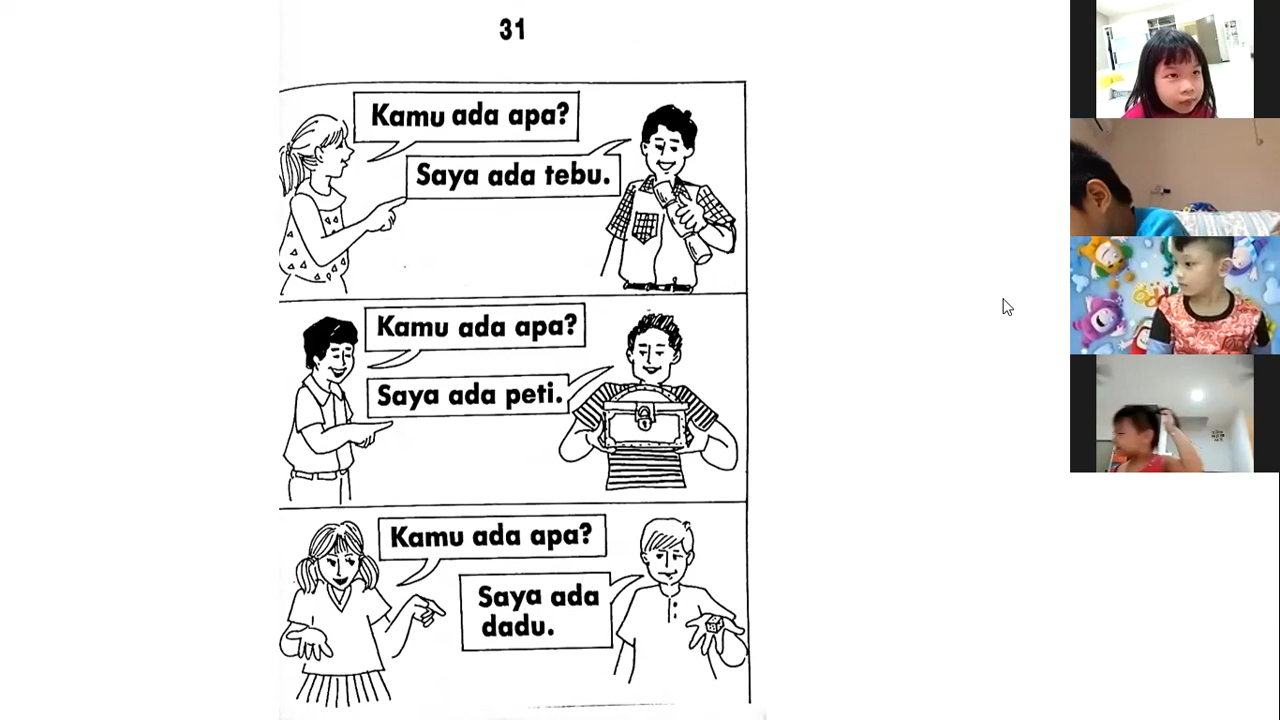 31
Kamu ada apa?
Saya ada tebu.
Kamu ada apa?
Saya ada peti.
Kamu ada apa?
Saya ada
dadu.